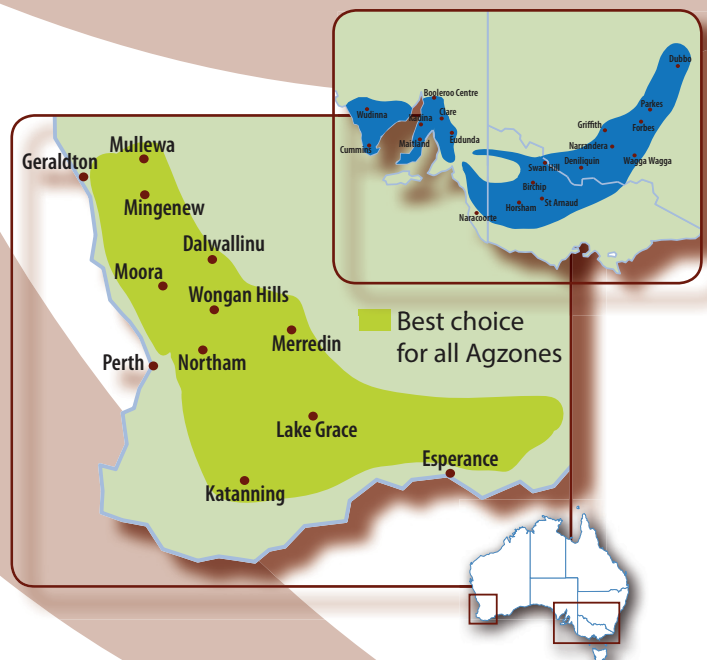 Dubbo
Booleroo Centre
Parkes
Wudinna
Clare
Kadina
Griffith
Forbes
Cummins
Maitland
Eudunda
Narrandera
Swan Hill
Deniliquin
Wagga Wagga
Birchip
Horsham
St Arnaud
Naracoorte
Mullewa
Geraldton
Mingenew
Dalwallinu
Moora
Wongan Hills
Best choice
for all Agzones
Merredin
Perth
Northam
Lake Grace
Esperance
Katanning